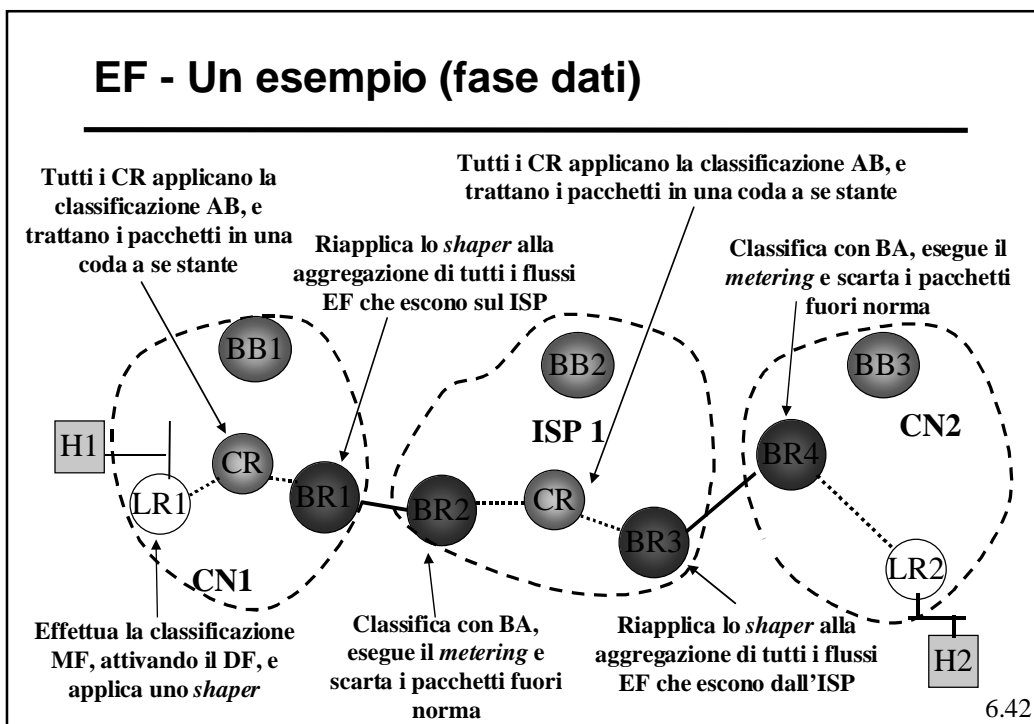 EF - Un esempio (fase dati)
Tutti i CR applicano la
classificazione AB, e
trattano i pacchetti in una
coda a se stante
Riapplica lo shaper alla
aggregazione di tutti i flussi
EF che escono sul ISP
Tutti i CR applicano la classificazione AB, e
trattano i pacchetti in una coda a se stante
Classifica con BA, esegue il
metering e scarta i pacchetti
fuori norma
BB1
BB2
BB3
H1
CR
LR1
BR1
CN1
ISP 1
BR2
CR
BR3
CN2
BR4
LR2
H2
Effettua la classificazione
MF, attivando il DF, e
applica uno shaper
Classifica con BA,
esegue il metering e
scarta i pacchetti fuori
norma
Riapplica lo shaper alla
aggregazione di tutti i flussi
EF che escono dall'ISP
6.42